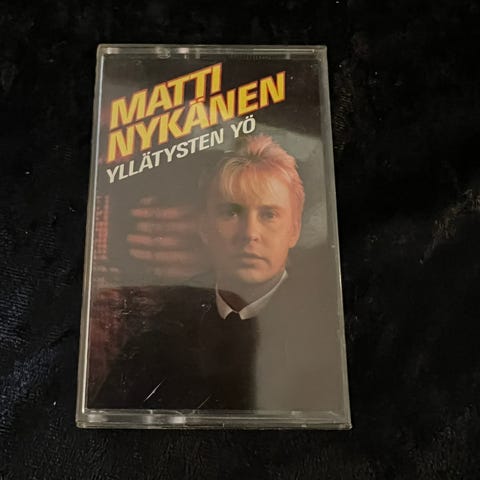 MATTI
NYKÄNEN
YLLÄTYSTEN YÖ